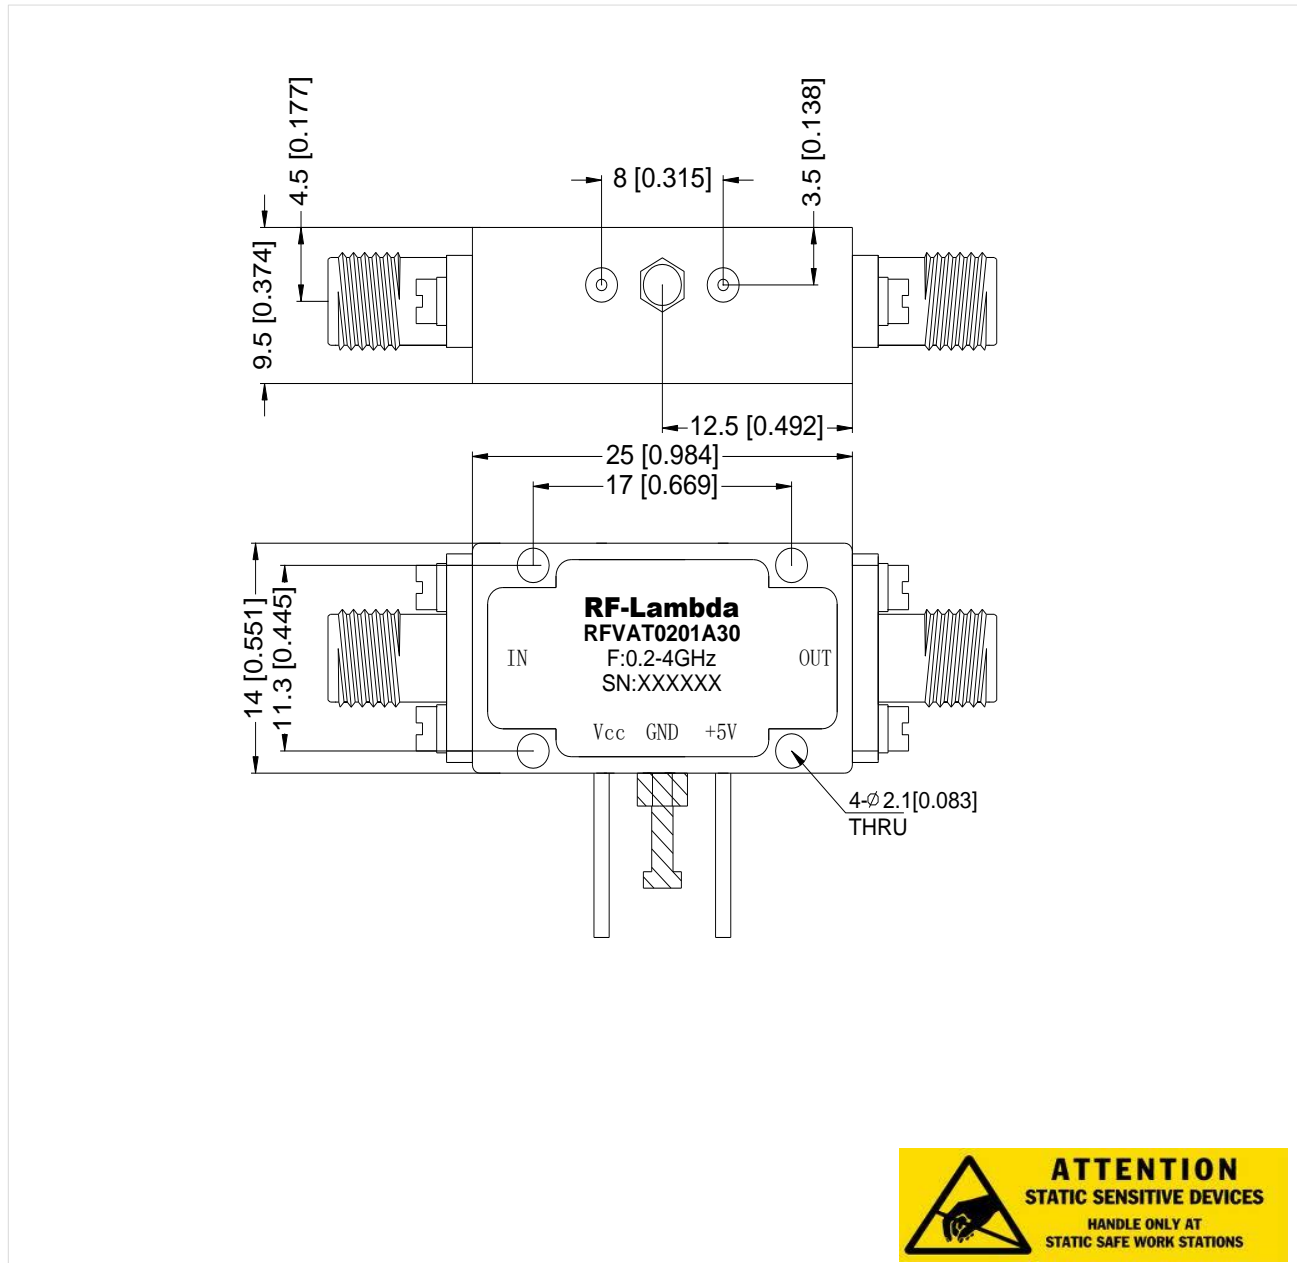 4.5 [0.177]
3.5 [0.138]
8 [0.315]
9.5 [0.374]
12.5 [0.492]
25 [0.984]
17 [0.669]
14 [0.551]
11.3 [0.445]
RF-Lambda
RFVAT0201A30
IN
F:0.2-4GHz
OUT
SN:XXXXXX
Vcc GND +5V
4-∅2.1[0.083]
THRU
ATTENTION
STATIC SENSITIVE DEVICES
HANDLE ONLY AT
STATIC SAFE WORK STATIONS